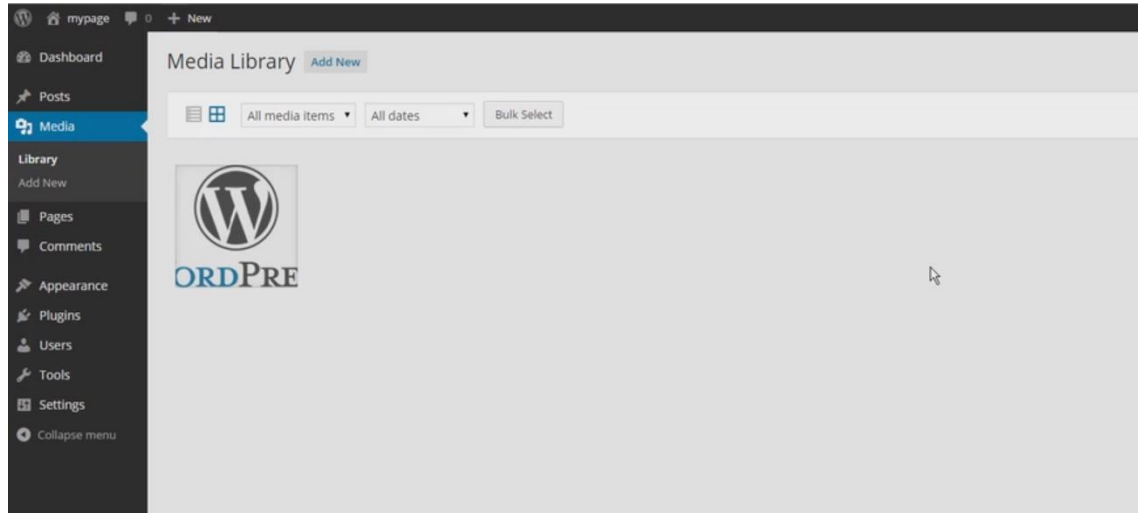 mypage 0 + New
Dashboard
Posts
Media
Library
Add New
Pages
Comments
Appearance
Plugins
Users
Tools
Settings
Collapse menu
Media Library Add New
All media items All dates Bulk Select
W
ORDPRE